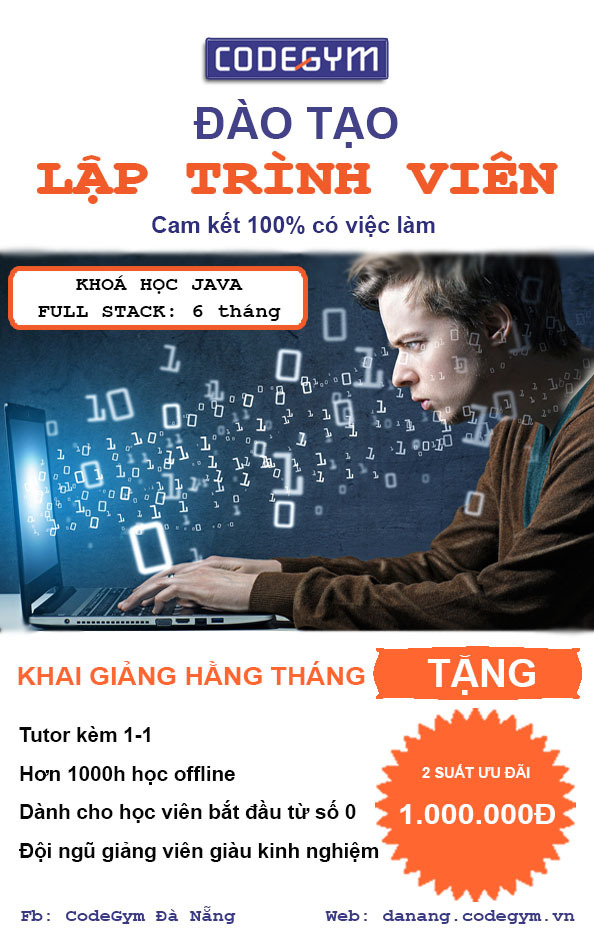 CODEGYM
ĐÀO TẠO
LẬP TRÌNH VIÊN
Cam kết 100% có việc làm
KHOÁ HỌC JAVA
FULL STACK: 6 tháng
KHAI GIẢNG HẰNG THÁNG
TẶNG
Tutor kèm 1-1
Hơn 1000h học offline
Dành cho học viên bắt đầu từ số 0
Đội ngũ giảng viên giàu kinh nghiệm
2 SUẤT ƯU ĐÃI
1.000.000Đ
Fb: CodeGym Đà Nẵng
Web: danang.codegym.vn